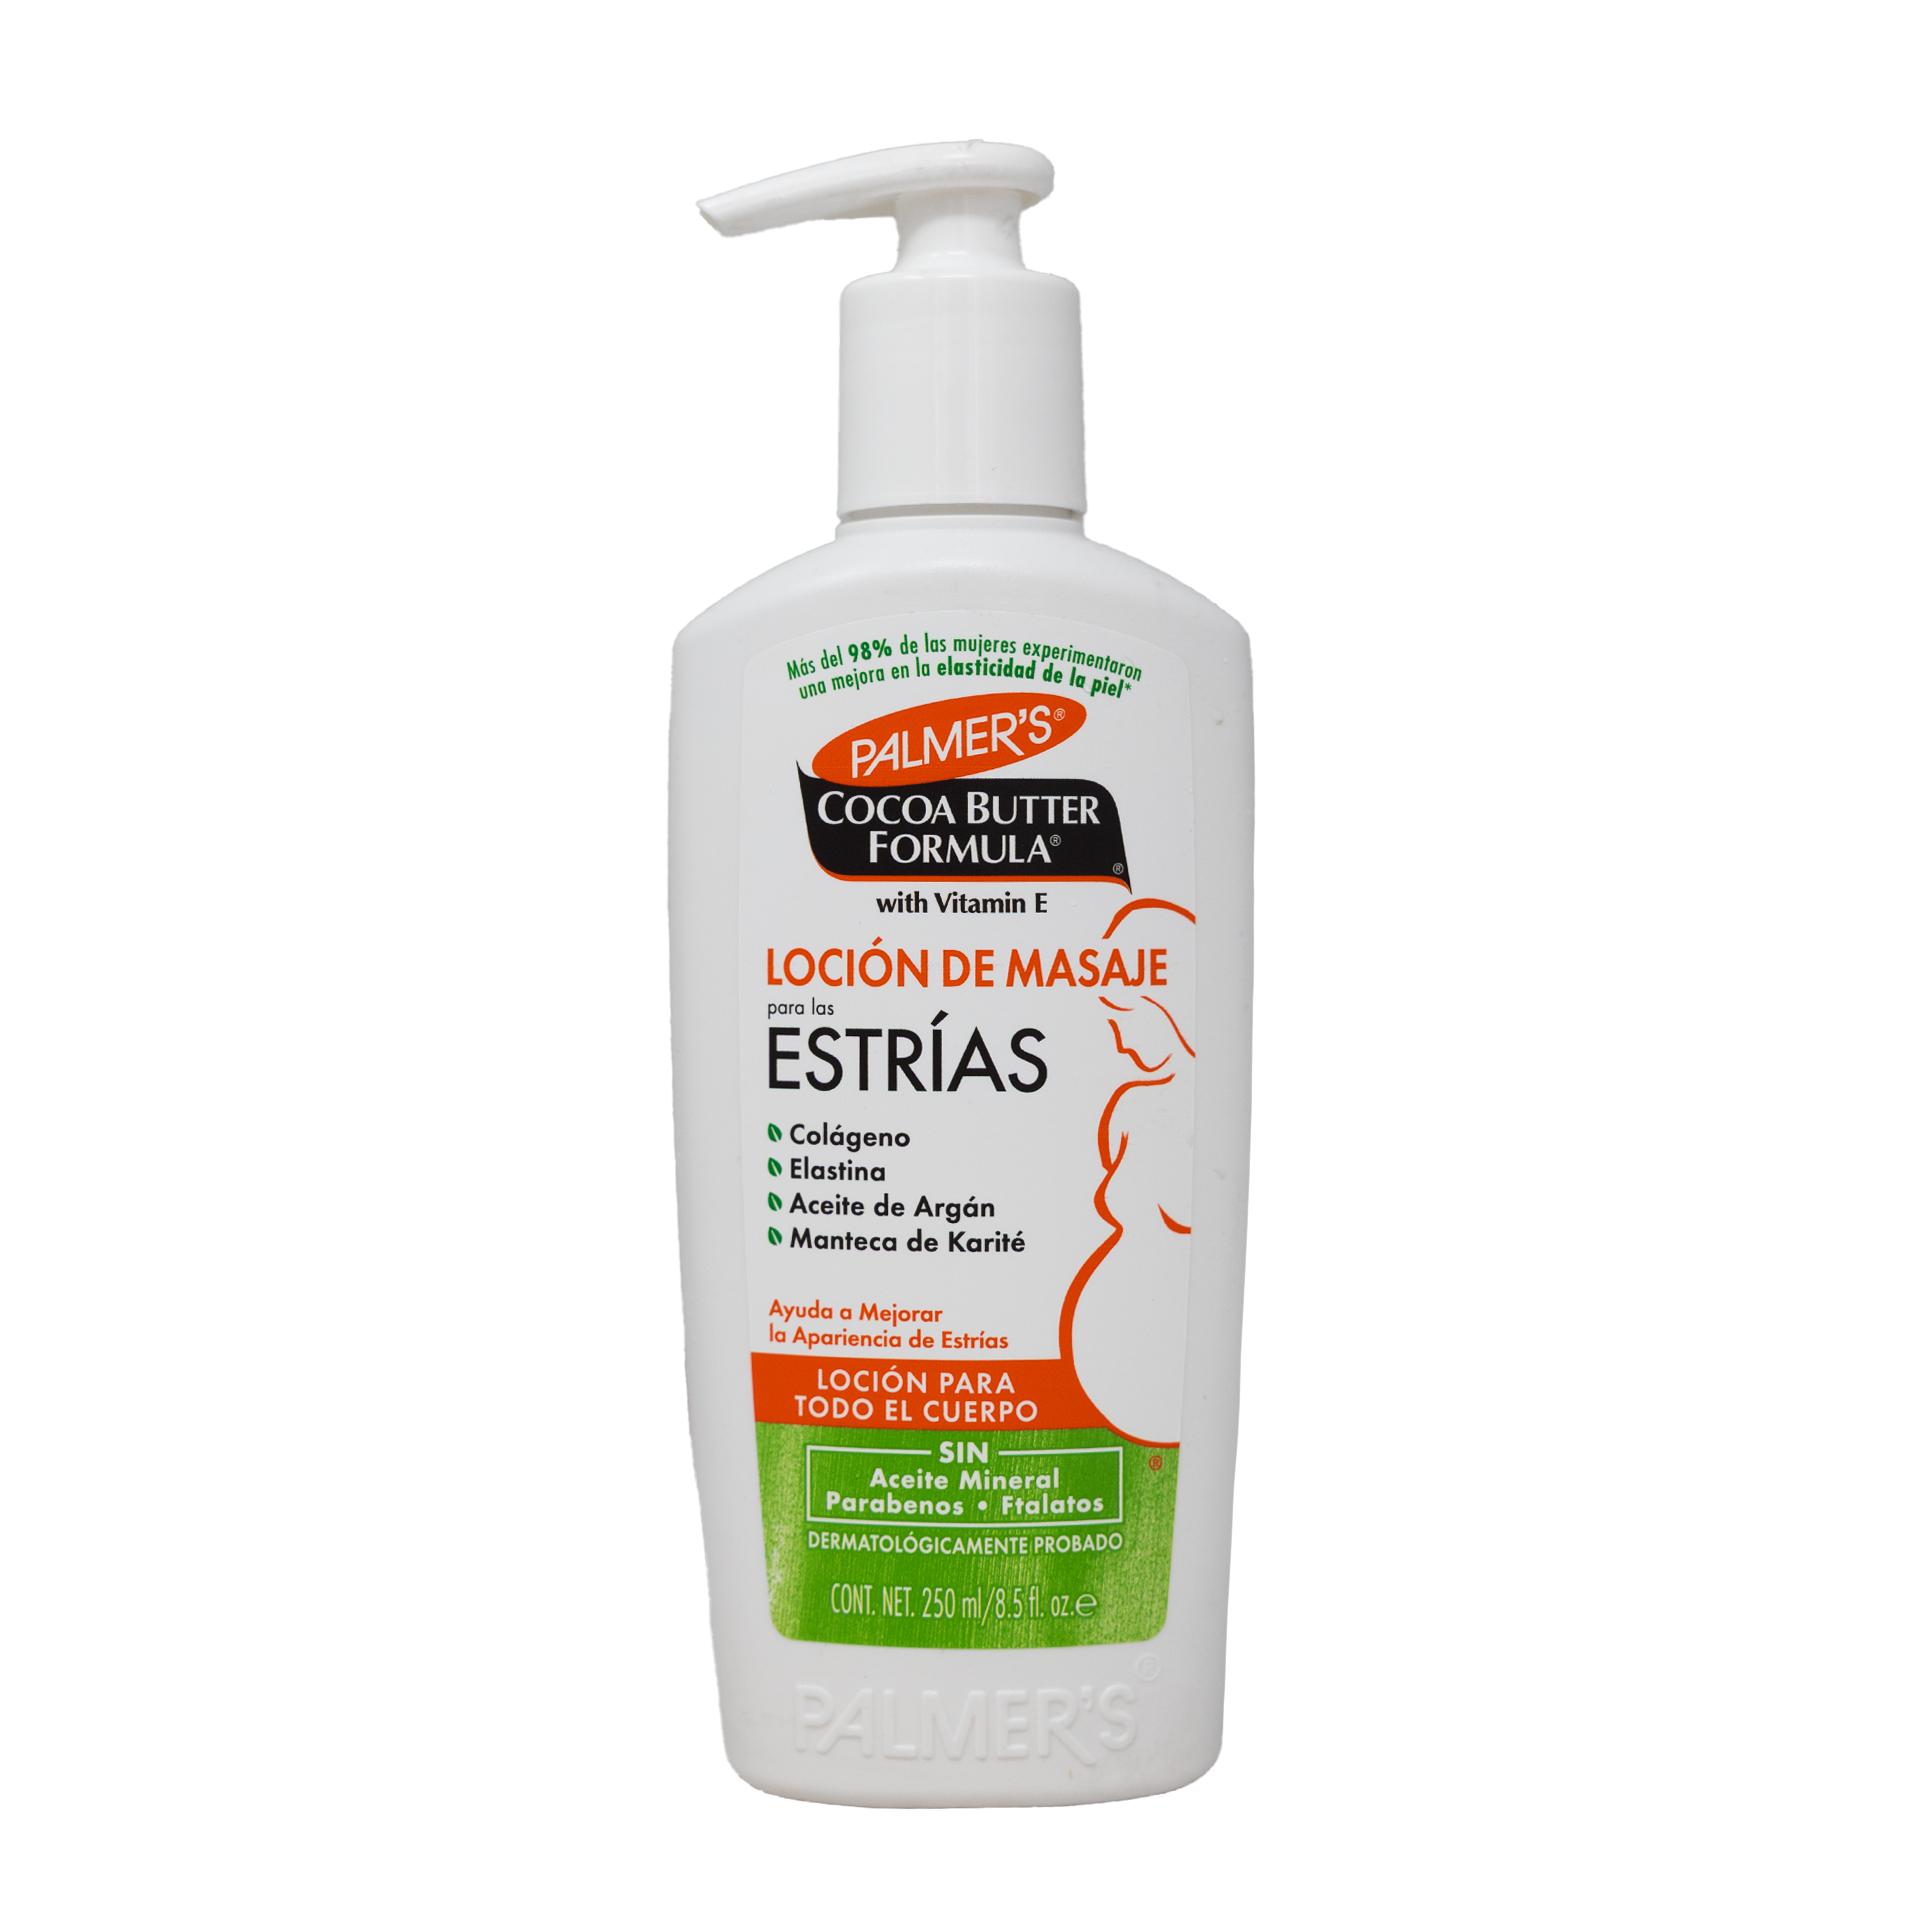 Más del 98% de las mujeres experimentaron
una mejora en la elasticidad de la piel*
PALMER'S®
COCOA BUTTER
FORMULA®
®
with Vitamin E
LOCIÓN DE MASAJE
para las
ESTRÍAS
Colágeno
Elastina
Aceite de Argán
Manteca de Karité
Ayuda a Mejorar
la Apariencia de Estrías
LOCIÓN PARA
TODO EL CUERPO
SIN
®
Aceite Mineral
Parabenos • Ftalatos
DERMATOLÓGICAMENTE PROBADO
CONT. NET. 250 ml/8.5 fl. oz.℮
PALMER'S®